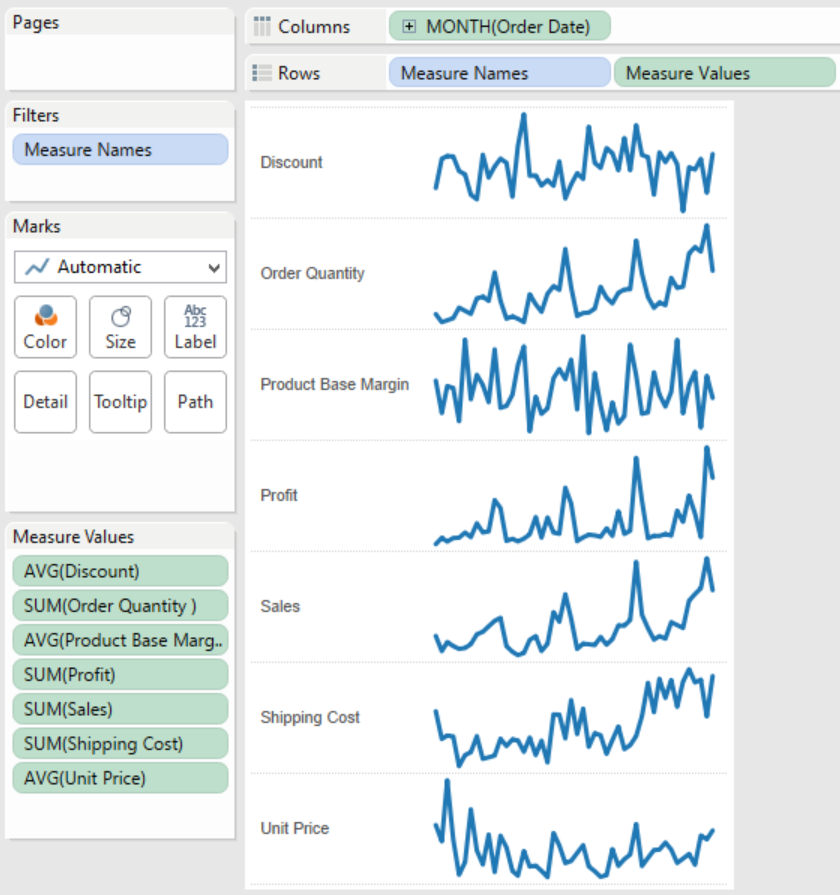 Pages
Columns
MONTH(Order Date)
Rows
Measure Names
Measure Values
Filters
Measure Names
Marks
Automatic
Color
Size
Abc
123
Label
Detail
Tooltip
Path
Measure Values
AVG(Discount)
SUM(Order Quantity )
AVG(Product Base Marg..
SUM(Profit)
SUM(Sales)
SUM(Shipping Cost)
AVG(Unit Price)
Discount
Order Quantity
Product Base Margin
Profit
Sales
Shipping Cost
Unit Price